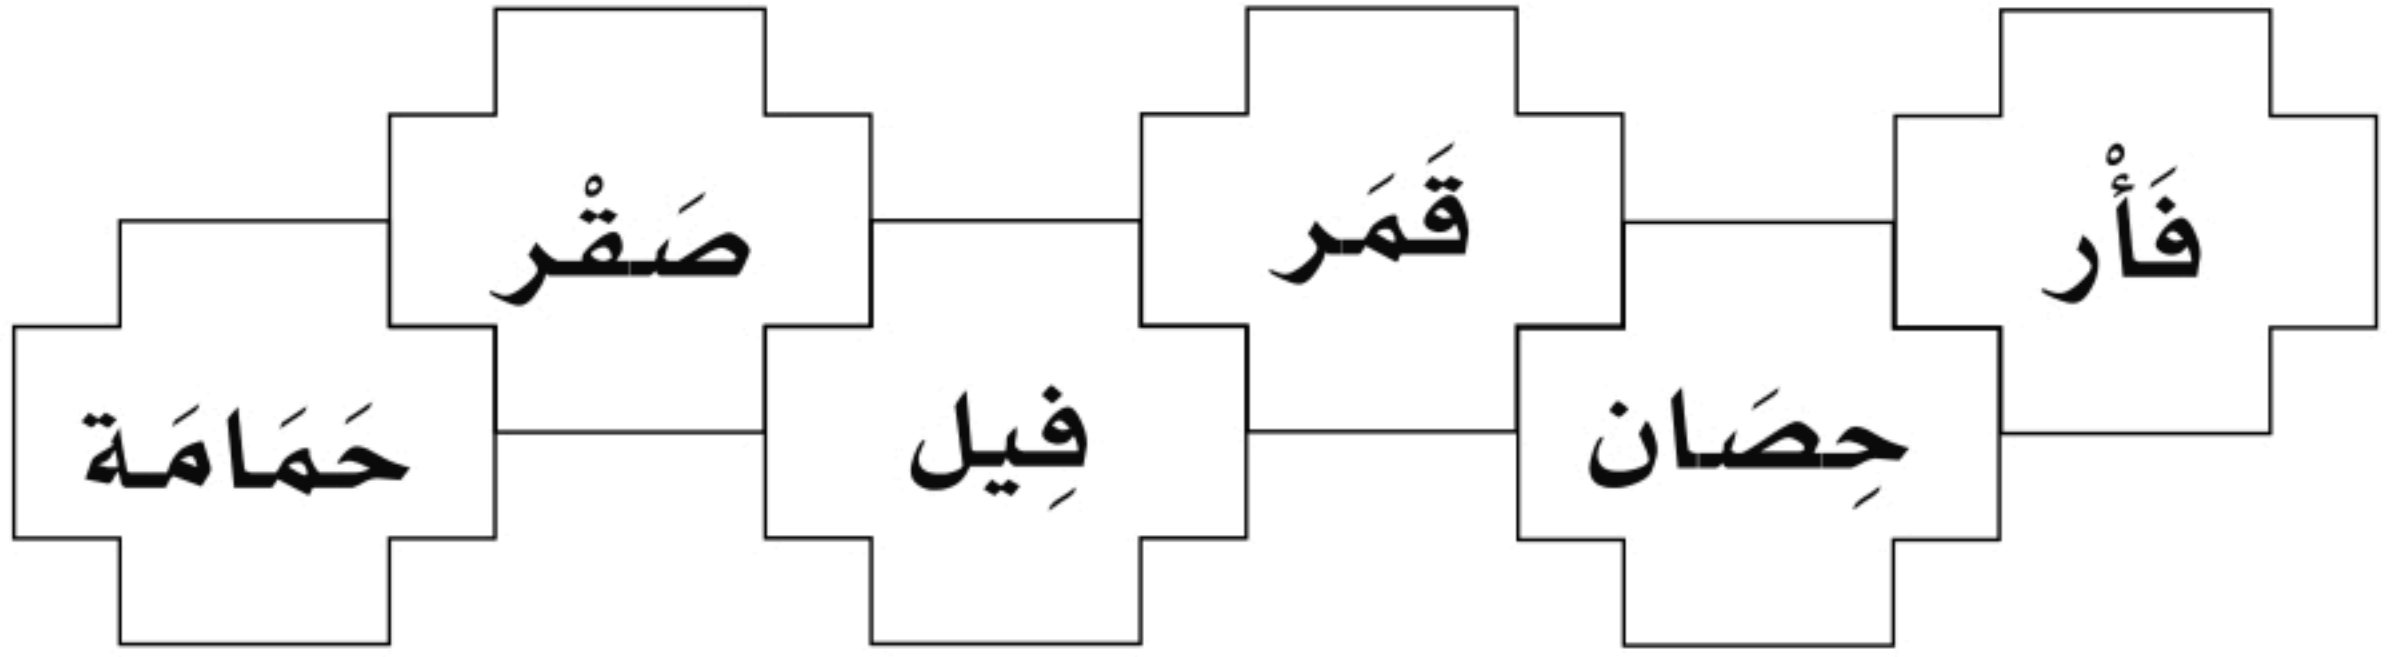 فَأْر
حِصَان
قَمَر
فِيل
صَقْر
حَمَامَة